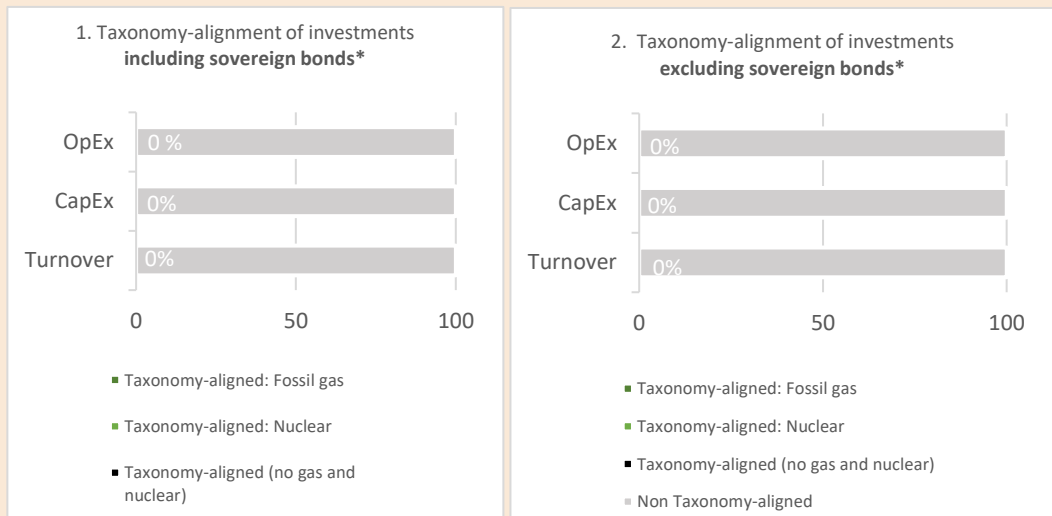 1. Taxonomy-alignment of investments
including sovereign bonds*
OpEx
0 %
CapEx
0%
Turnover
0%
0
50
100
Taxonomy-aligned: Fossil gas
Taxonomy-aligned: Nuclear
Taxonomy-aligned (no gas and
nuclear)
2. Taxonomy-alignment of investments
excluding sovereign bonds*
OpEx
0%
CapEx
0%
Turnover
0%
0
50
100
Taxonomy-aligned: Fossil gas
Taxonomy-aligned: Nuclear
Taxonomy-aligned (no gas and nuclear)
Non Taxonomy-aligned